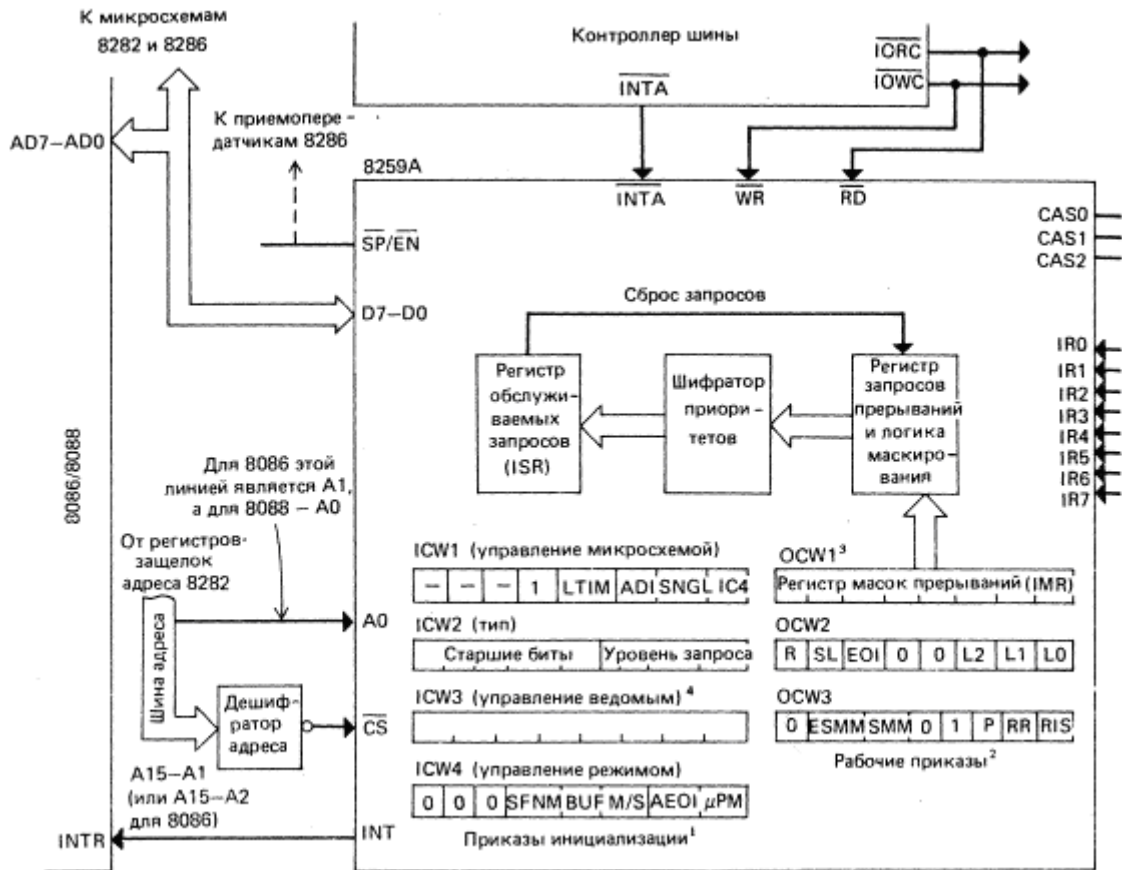 К микросхемам
8282 и 8286
Контроллер шины
IORC
IOWC
INTA
AD7—AD0
К приемопере-
датчикам 8286
8259A
INTA
WR
RD
CAS0
CAS1
CAS2
SP/EN
D7—D0
Сброс запросов
Регистр
обслужи-
ваемых
запросов
(ISR)
Шифратор
приори-
тетов
Регистр
запросов
прерываний
и логика
маскиро-
вания
IR0
IR1
IR2
IR3
IR4
IR5
IR6
IR7
8086/8088
Для 8086 этой
линией является A1,
а для 8088 — A0
От регистров-
защелок
адреса 8282
Шина адреса
A0
Дешиф-
ратор
адреса
CS
A15—A1
(или A15—A2
для 8086)
INTR
INT
ICW1 (управление микросхемой)
— — — 1 LTIM ADI SNGL IC4
ICW2 (тип)
Старшие биты Уровень запроса
ICW3 (управление ведомым) 4
ICW4 (управление режимом)
0 0 0 SFNM BUF M/S AEOI μPM
Приказы инициализации1
OCW1 3
Регистр масок прерываний (IMR)
OCW2
R SL EOI 0 0 L2 L1 L0
OCW3
0 ESMM SMM 0 1 P RR RIS
Рабочие приказы2